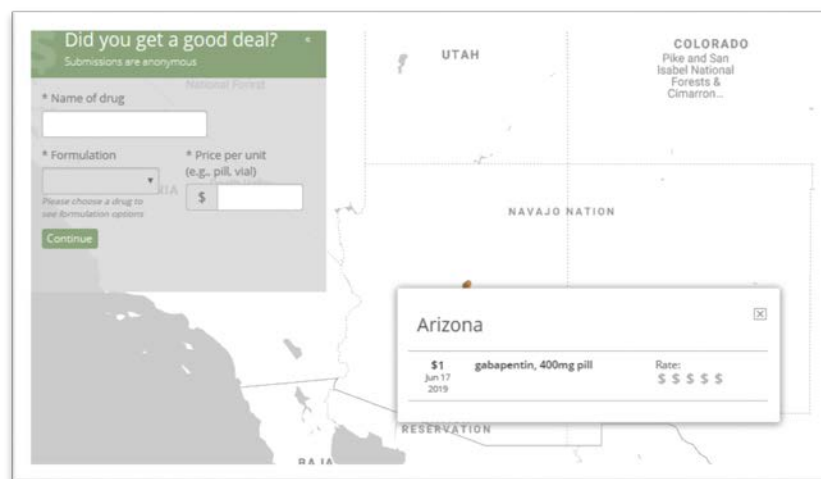 Did you get a good deal? «
Submissions are anonymous
National Forest
* Name of drug
* Formulation
* Price per unit
(e.g., pill, vial)
$
Please choose a drug to
see formulation options
Continue
UTAH
COLORADO
Pike and San
Isabel National
Forests &
Cimarron...
NAVAJO NATION
Arizona
$1
Jun 17
2019
gabapentin, 400mg pill
Rate:
$ $ $ $ $
RESERVATION
BAJA